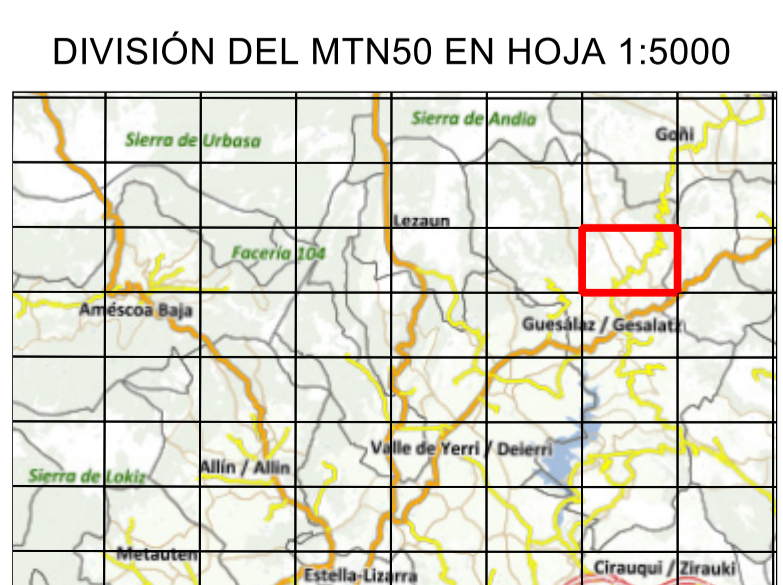 DIVISIÓN DEL MTN50 EN HOJA 1:5000
Sierra de Andia
Sierra de Urbasa
Goñi
Lezaun
Facería 104
Améscoa Baja
Guesálaz / Gesalatz
Valle de Yerri / Deierri
Allín / Allin
Sierra de Lokiz
Metauten
Estella-Lizarra
Cirauqui / Zirauki